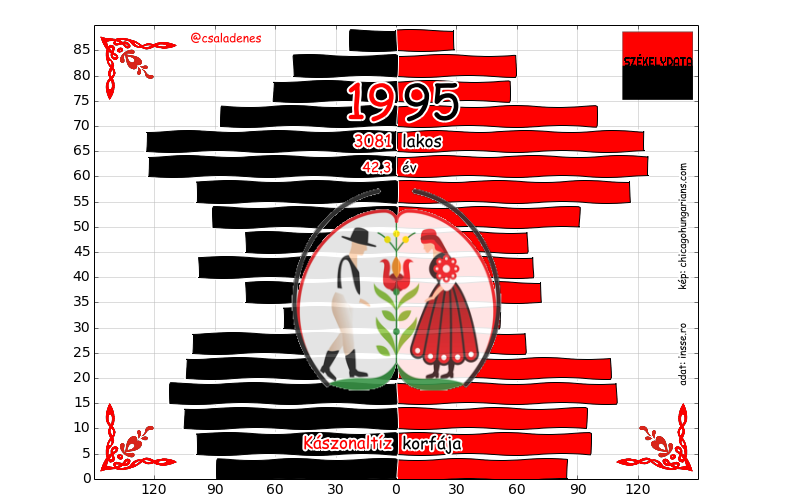 @csaladenes
SZÉKELYDATA
1995
3081 lakos
42,3 év
kép: chicagohungarians.com
adat: insse.ro
Kászonaltíz korfája
85
80
75
70
65
60
55
50
45
40
35
30
25
20
15
10
5
0
120 90 60 30 0 30 60 90 120